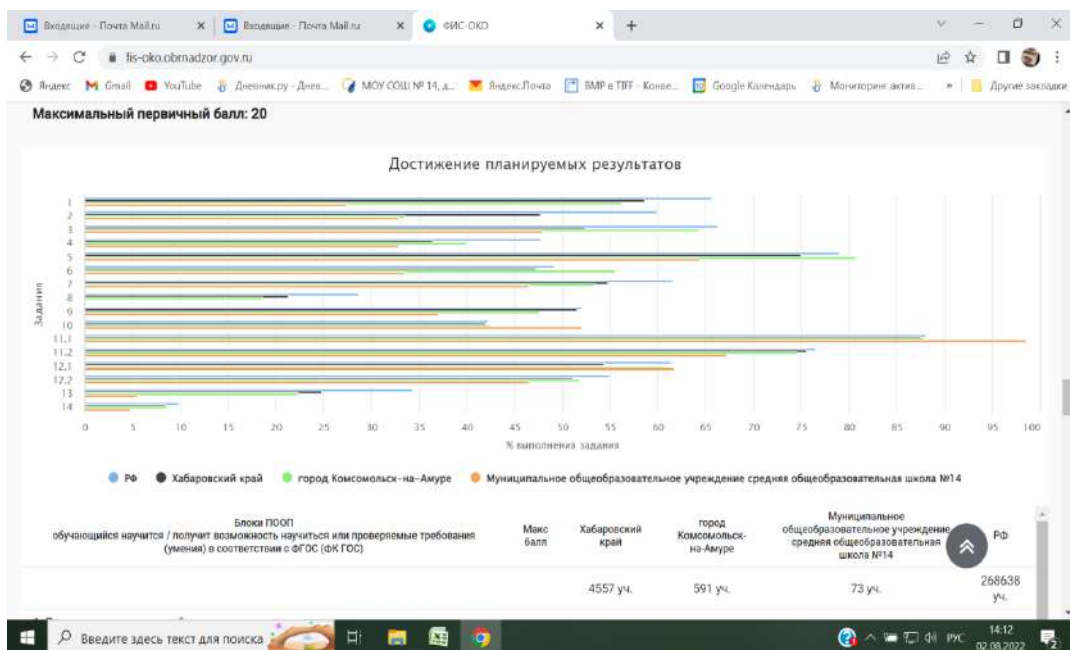 Входящие - Почта Mail.ru
Входящие - Почта Mail.ru
ФИС-ОКО
fis-oko.obrnadzor.gov.ru
Яндекс
Gmail
YouTube
Дневник.ру - Днев...
МОУ СОШ № 14, д...
Яндекс.Почта
BMP в TIFF - Конве...
Google Календарь
Мониторинг актив...
»
Другие закладки
Максимальный первичный балл: 20
Достижение планируемых результатов
Задания
1
2
3
4
5
6
7
8
9
10
11.1
11.2
12.1
12.2
13
14
0 5 10 15 20 25 30 35 40 45 50 55 60 65 70 75 80 85 90 95 100
% выполнения задания
РФ Хабаровский край город Комсомольск-на-Амуре Муниципальное общеобразовательное учреждение средняя общеобразовательная школа №14
Блоки ПООП
обучающийся научится / получит возможность научиться или проверяемые требования
(умения) в соответствии с ФГОС (ФК ГОС)
Макс
балл
Хабаровский
край
город
Комсомольск-
на-Амуре
Муниципальное
общеобразовательное учреждение
средняя общеобразовательная
школа №14
РФ
4557 уч. 591 уч. 73 уч. 268638
уч.
Введите здесь текст для поиска
РУС
14:12
02.08.2022
2